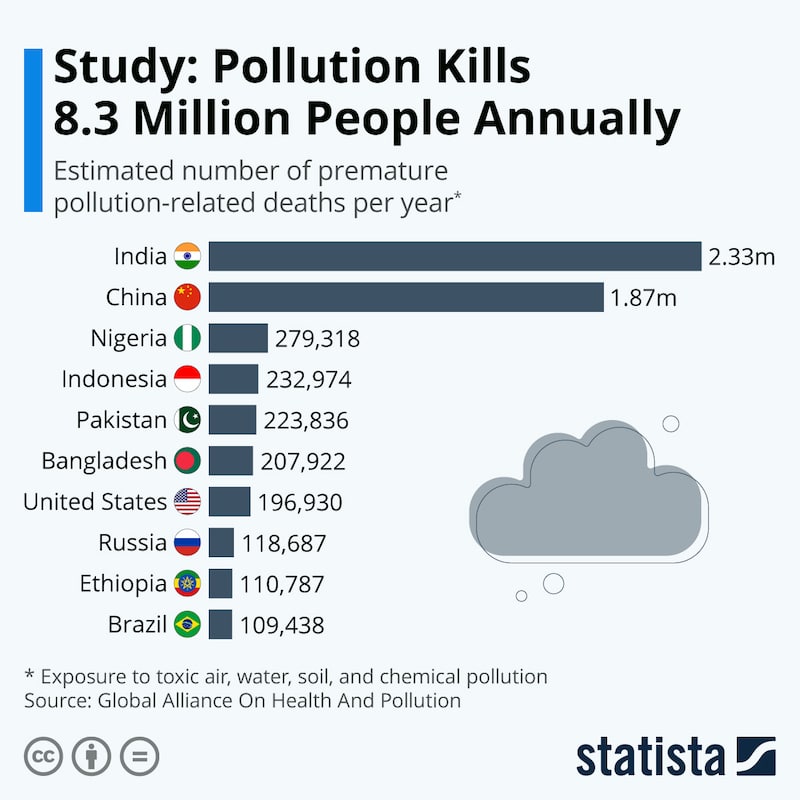 Study: Pollution Kills
8.3 Million People Annually
Estimated number of premature
pollution-related deaths per year*
India 2.33m
China 1.87m
Nigeria 279,318
Indonesia 232,974
Pakistan 223,836
Bangladesh 207,922
United States 196,930
Russia 118,687
Ethiopia 110,787
Brazil 109,438
* Exposure to toxic air, water, soil, and chemical pollution
Source: Global Alliance On Health And Pollution
cc =
statista